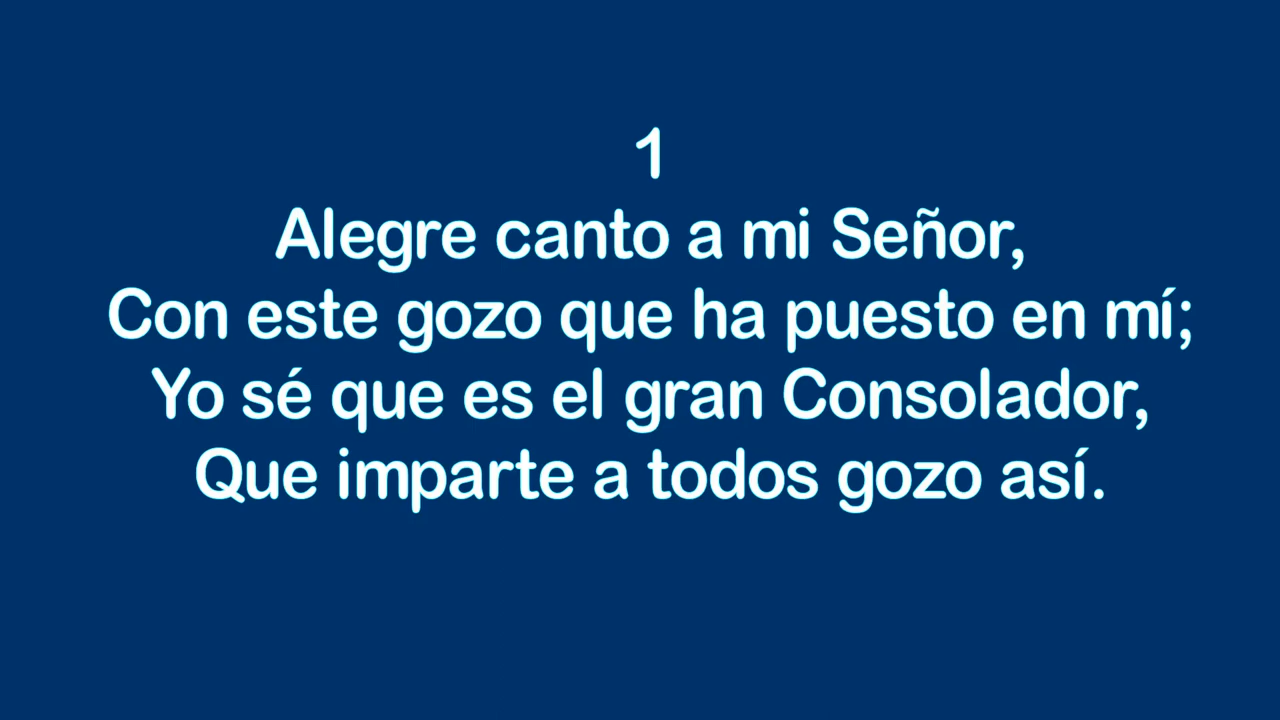 1
Alegre canto a mi Señor,
Con este gozo que ha puesto en mí;
Yo sé que es el gran Consolador,
Que imparte a todos gozo así.